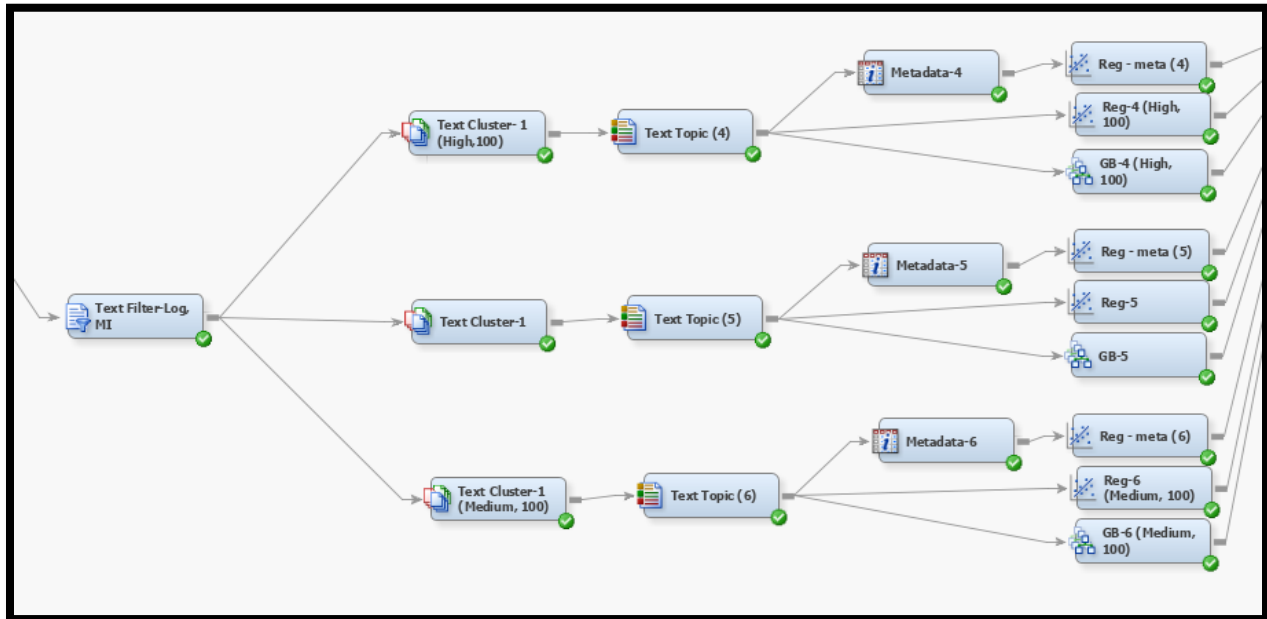 Metadata-4
Reg - meta (4)
Reg-4 (High,
100)
Text Cluster- 1
(High,100)
Text Topic (4)
GB-4 (High,
100)
Reg - meta (5)
Metadata-5
Reg-5
Text Filter-Log,
MI
Text Cluster-1
Text Topic (5)
GB-5
Metadata-6
Reg - meta (6)
Reg-6
(Medium, 100)
Text Cluster-1
(Medium, 100)
Text Topic (6)
GB-6 (Medium,
100)